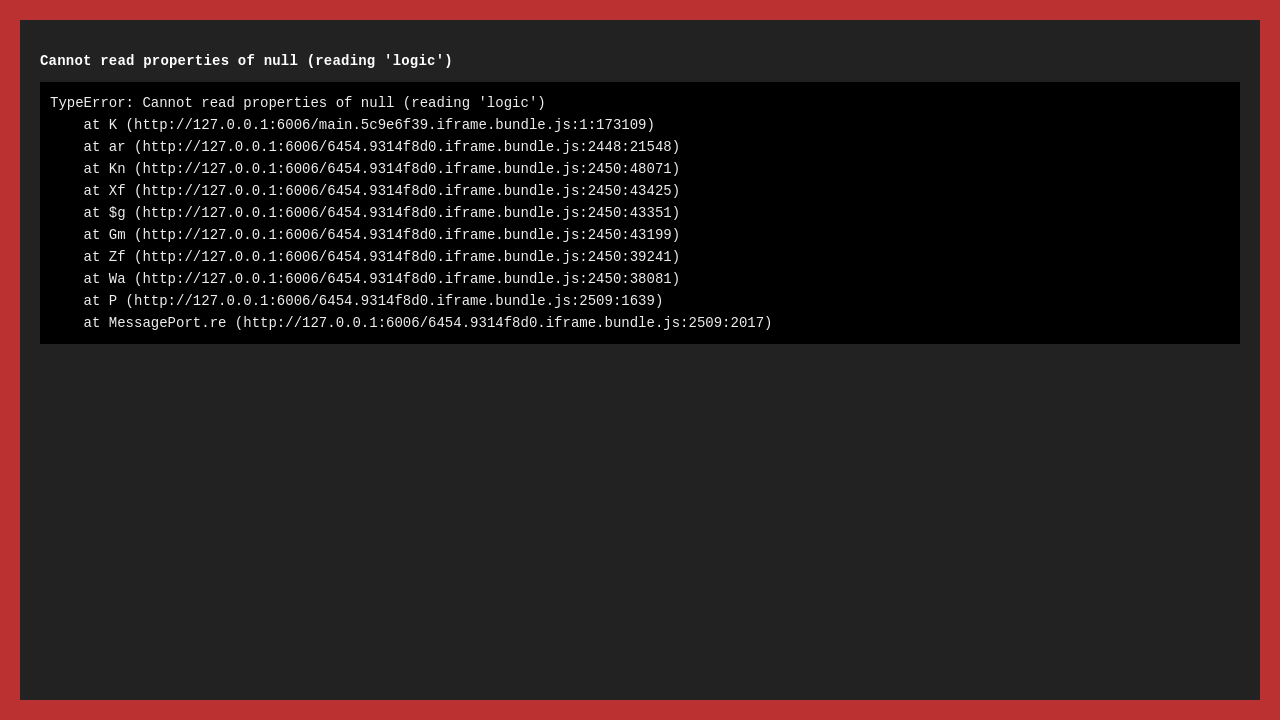 Cannot read properties of null (reading 'logic')
TypeError: Cannot read properties of null (reading 'logic')
    at K (http://127.0.0.1:6006/main.5c9e6f39.iframe.bundle.js:1:173109)
    at ar (http://127.0.0.1:6006/6454.9314f8d0.iframe.bundle.js:2448:21548)
    at Kn (http://127.0.0.1:6006/6454.9314f8d0.iframe.bundle.js:2450:48071)
    at Xf (http://127.0.0.1:6006/6454.9314f8d0.iframe.bundle.js:2450:43425)
    at $g (http://127.0.0.1:6006/6454.9314f8d0.iframe.bundle.js:2450:43351)
    at Gm (http://127.0.0.1:6006/6454.9314f8d0.iframe.bundle.js:2450:43199)
    at Zf (http://127.0.0.1:6006/6454.9314f8d0.iframe.bundle.js:2450:39241)
    at Wa (http://127.0.0.1:6006/6454.9314f8d0.iframe.bundle.js:2450:38081)
    at P (http://127.0.0.1:6006/6454.9314f8d0.iframe.bundle.js:2509:1639)
    at MessagePort.re (http://127.0.0.1:6006/6454.9314f8d0.iframe.bundle.js:2509:2017)